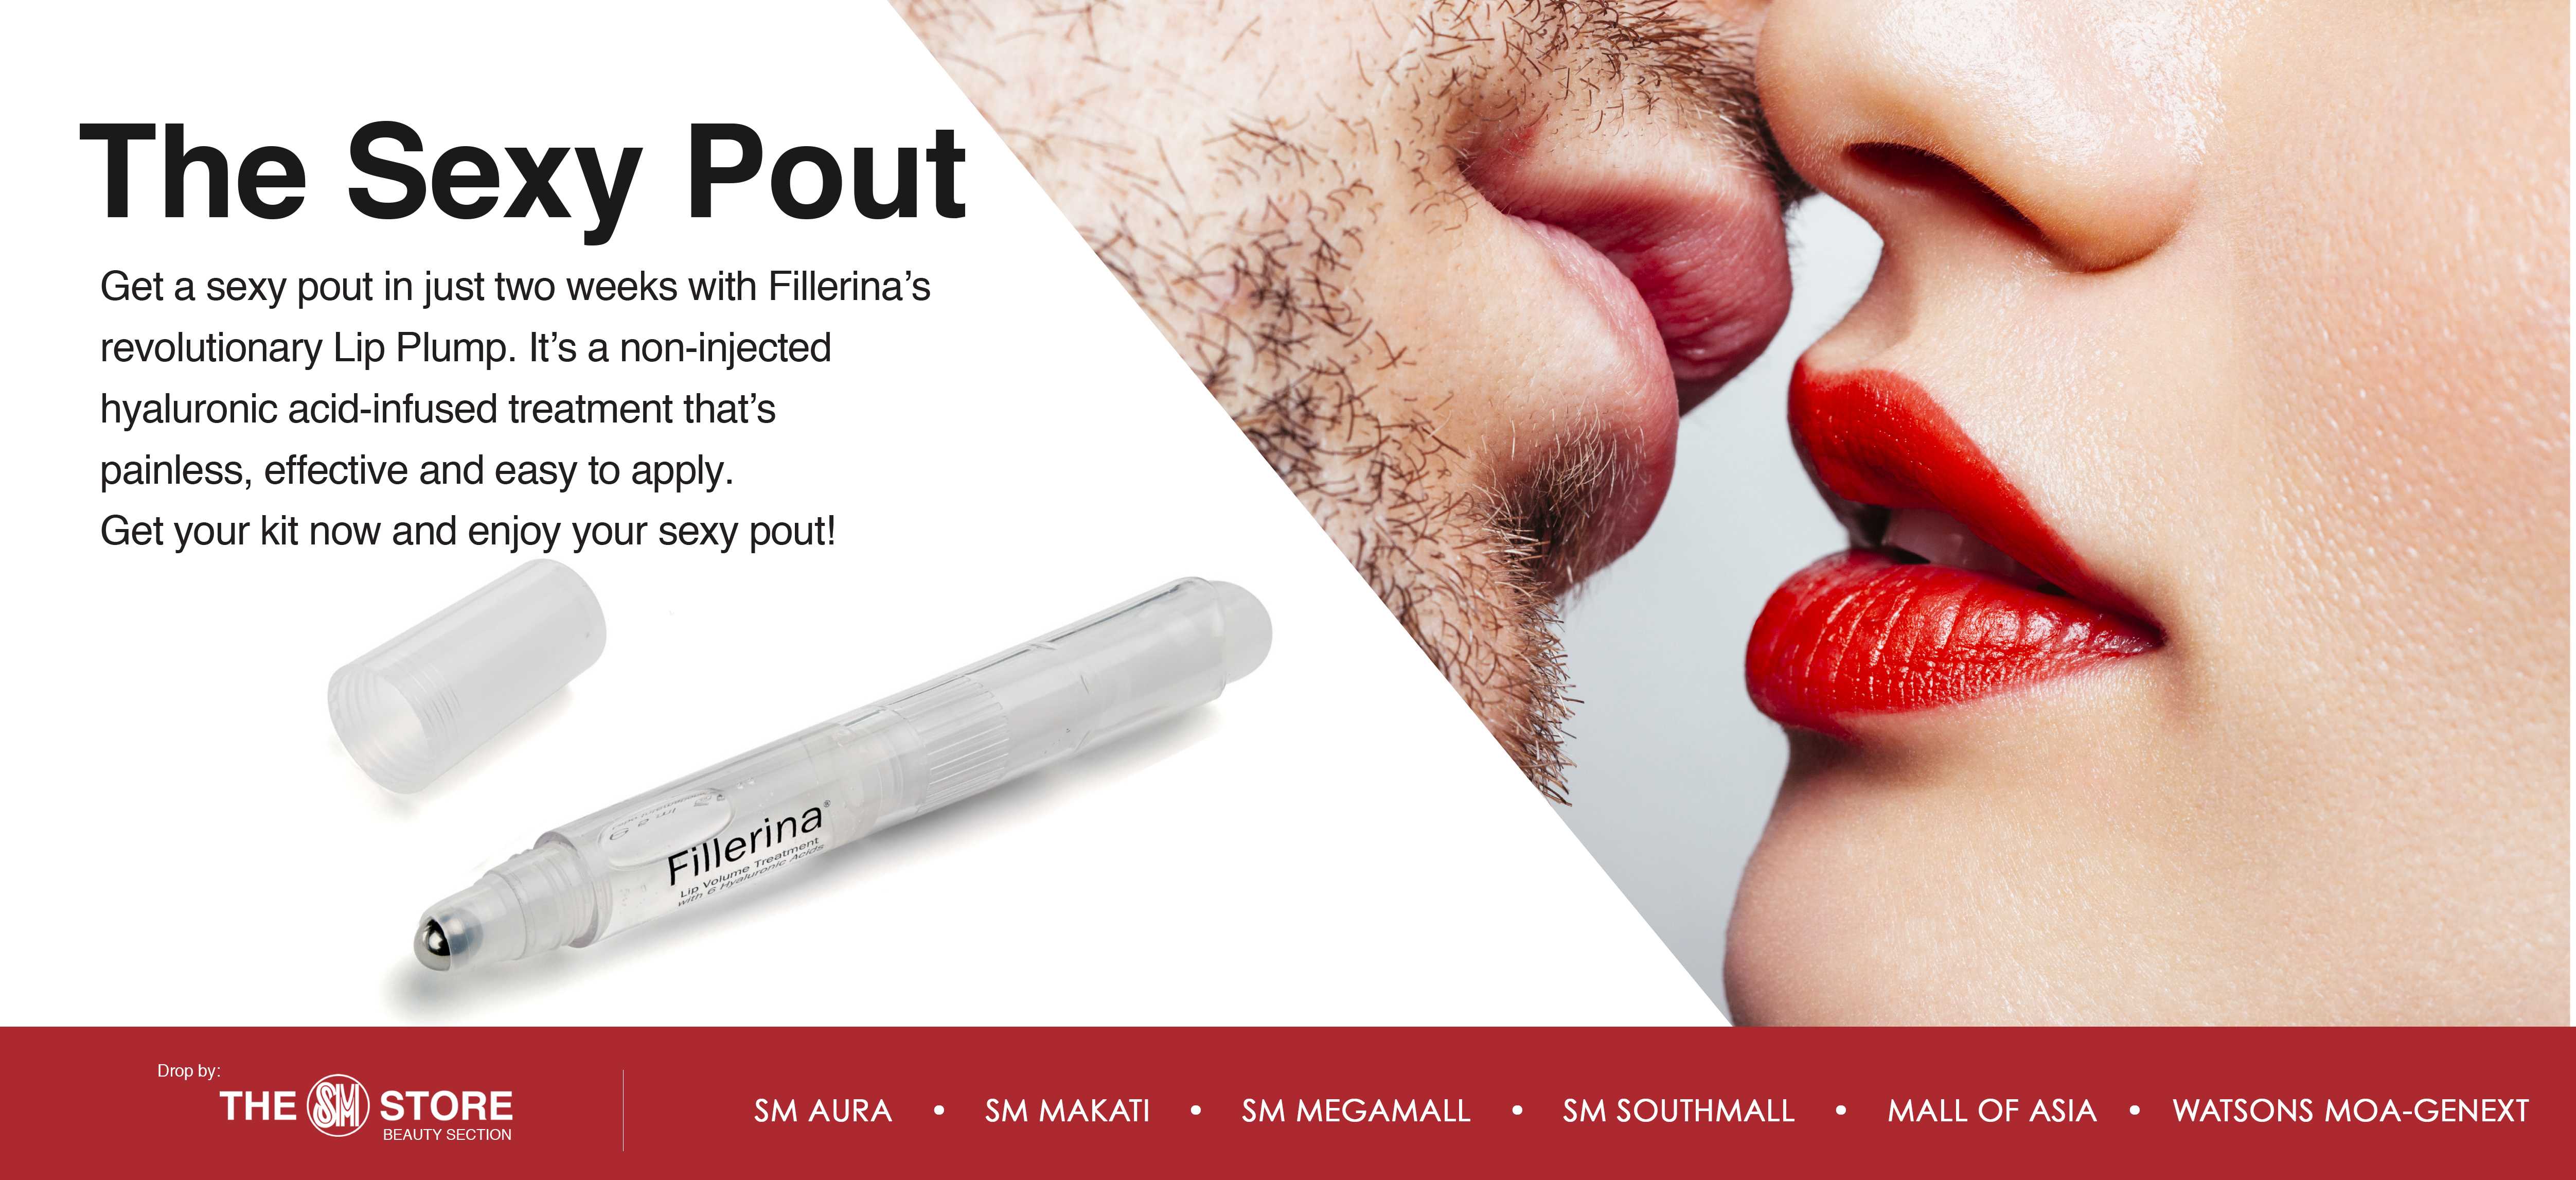 The Sexy Pout
Get a sexy pout in just two weeks with Fillerina’s
revolutionary Lip Plump. It’s a non-injected
hyaluronic acid-infused treatment that’s
painless, effective and easy to apply.
Get your kit now and enjoy your sexy pout!
Fillerina®
Lip Volume Treatment
with 6 Hyaluronic Acids
Drop by:
THE SM STORE
BEAUTY SECTION
SM AURA • SM MAKATI • SM MEGAMALL • SM SOUTHMALL • MALL OF ASIA • WATSONS MOA-GENEXT